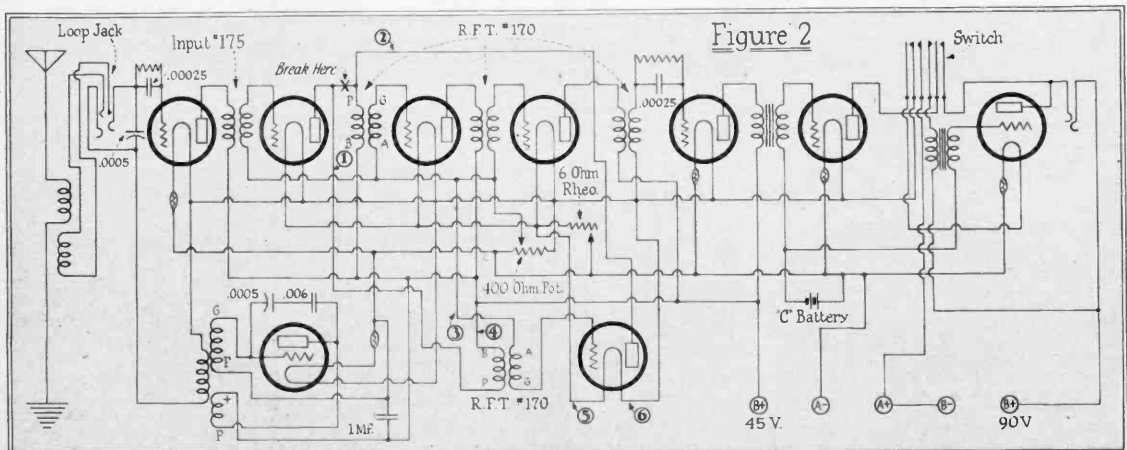 Figure 2
Loop Jack
Input #175
R.F.T. #170
Switch
②
Break Here
.00025
.00025
P
G
.0005
B
A
①
6 Ohm
Rheo.
400 Ohm Pot.
.0005
.006
"C" Battery
G
F
③
④
B
A
P
G
+
P
R.F.T. #170
⑤
⑥
1 Mf.
B+
A-
A+
B-
B+
45 V.
90V